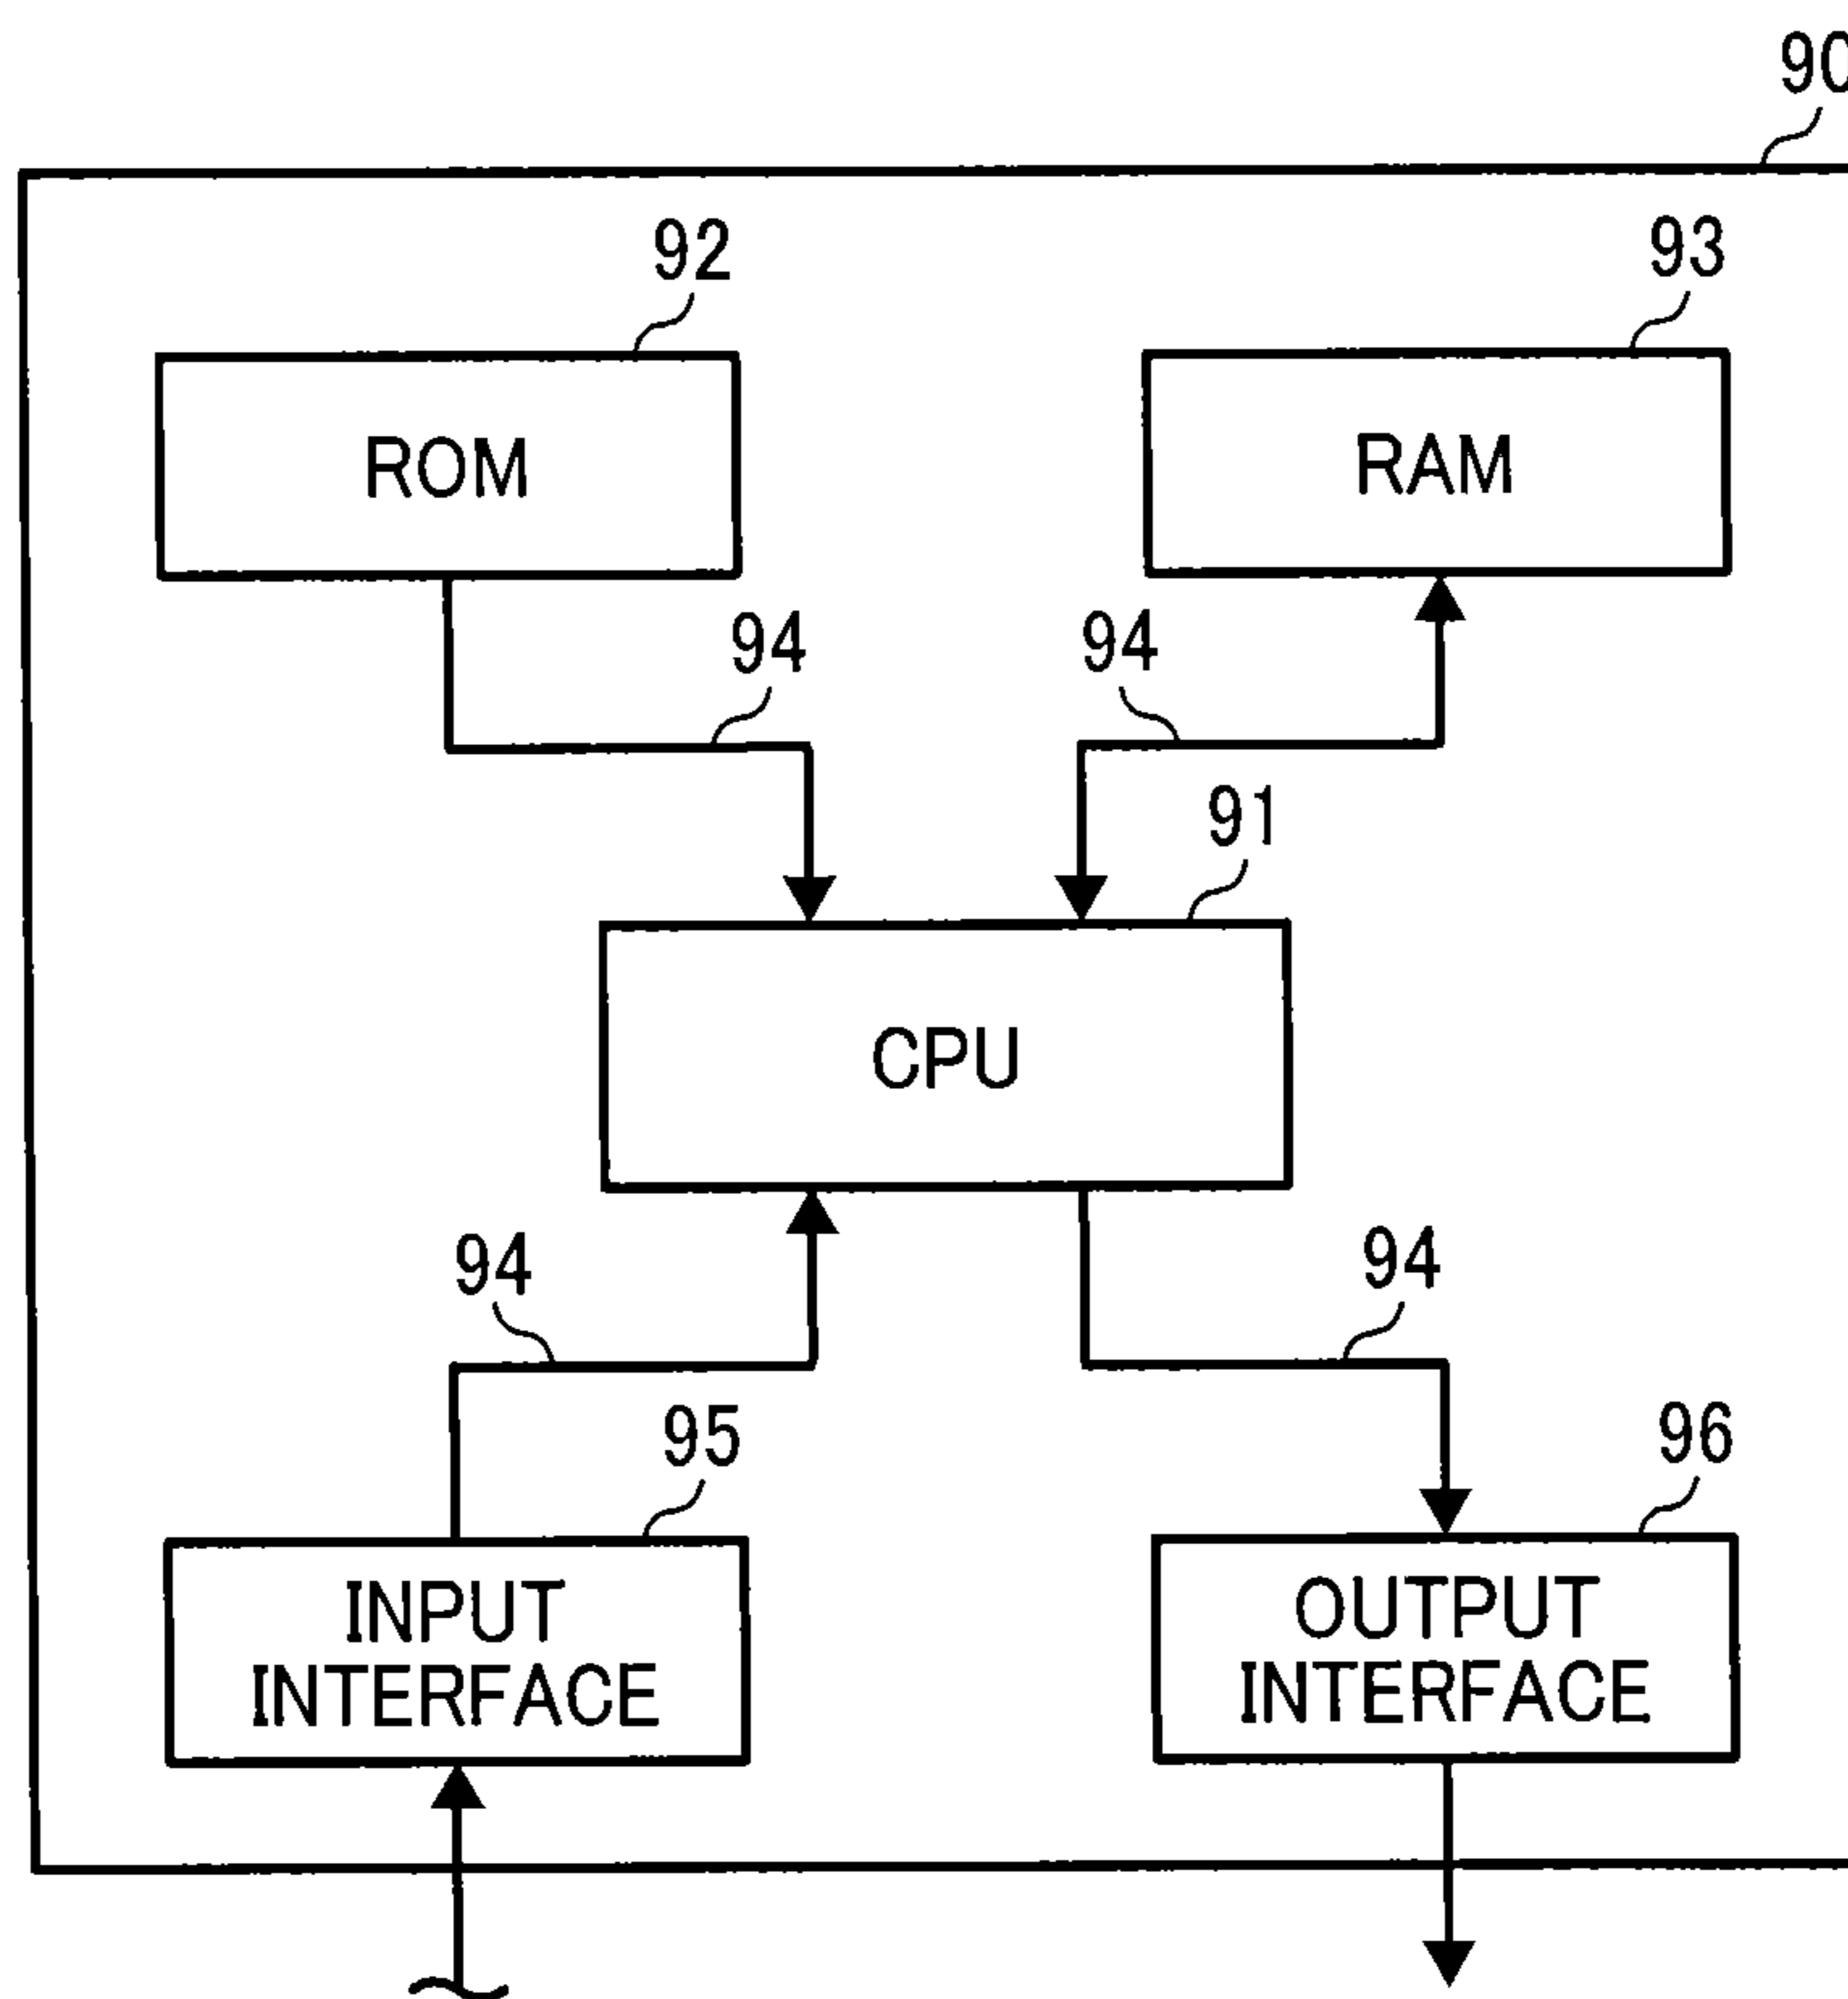 90
92
93
ROM
RAM
94
94
91
CPU
94
94
95
96
INPUT
INTERFACE
OUTPUT
INTERFACE